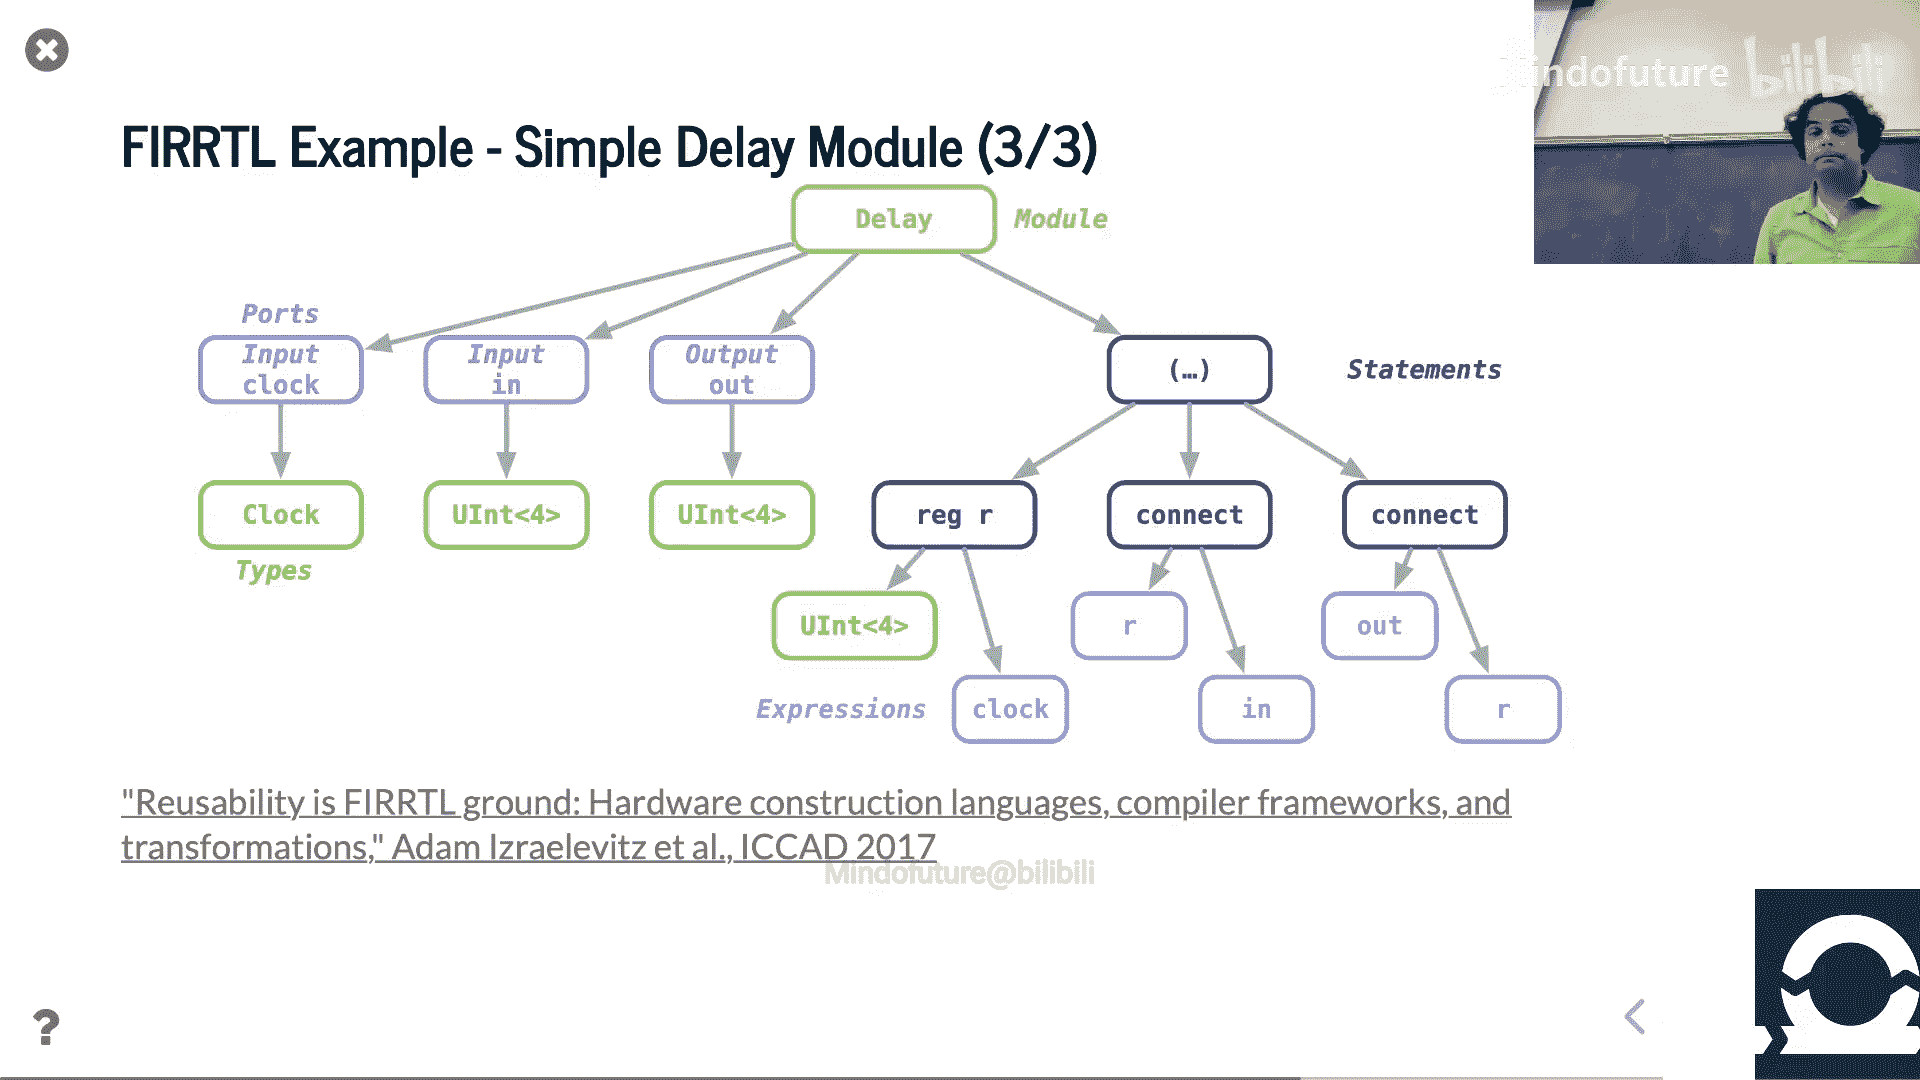 indofuture bilibili
FIRRTL Example - Simple Delay Module (3/3)
Delay Module
Ports
Input Input Output
clock in out
(...) Statements
Clock UInt<4> UInt<4> reg r connect connect
Types
UInt<4> r out
Expressions clock in r
"Reusability is FIRRTL ground: Hardware construction languages, compiler frameworks, and
transformations," Adam Izraelevitz et al., ICCAD 2017
Mindofuture@bilibili
?